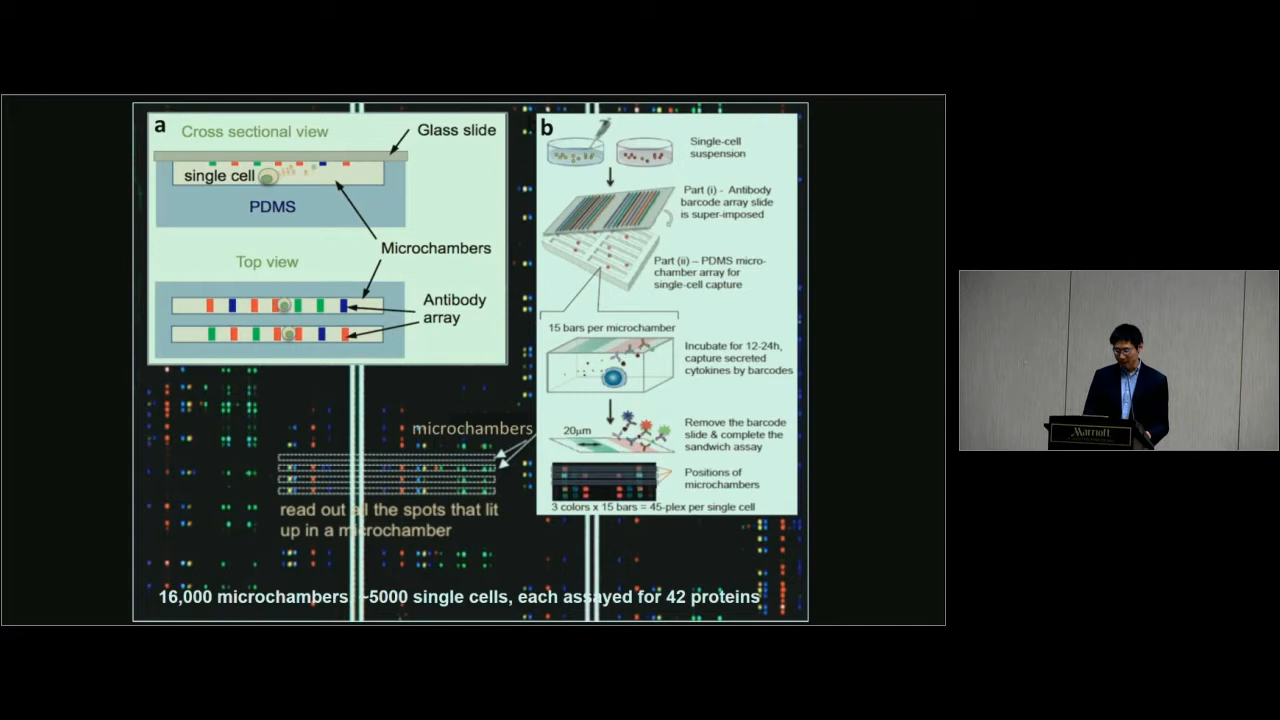 a
Cross sectional view
Glass slide
single cell
PDMS
Microchambers
Top view
Antibody
array
b
Single-cell
suspension
Part (i) - Antibody
barcode array slide
is super-imposed
Part (ii) – PDMS micro-
chamber array for
single-cell capture
15 bars per microchamber
Incubate for 12-24h,
capture secreted
cytokines by barcodes
20µm
Remove the barcode
slide & complete the
sandwich assay
Positions of
microchambers
3 colors x 15 bars = 45-plex per single cell
microchambers
read out all the spots that lit
up in a microchamber
16,000 microchambers ~5000 single cells, each assayed for 42 proteins
Marriott